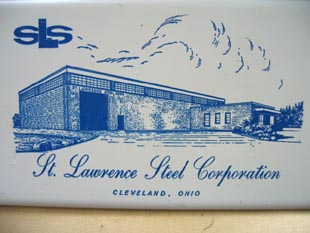 SLS
St. Lawrence Steel Corporation
CLEVELAND, OHIO